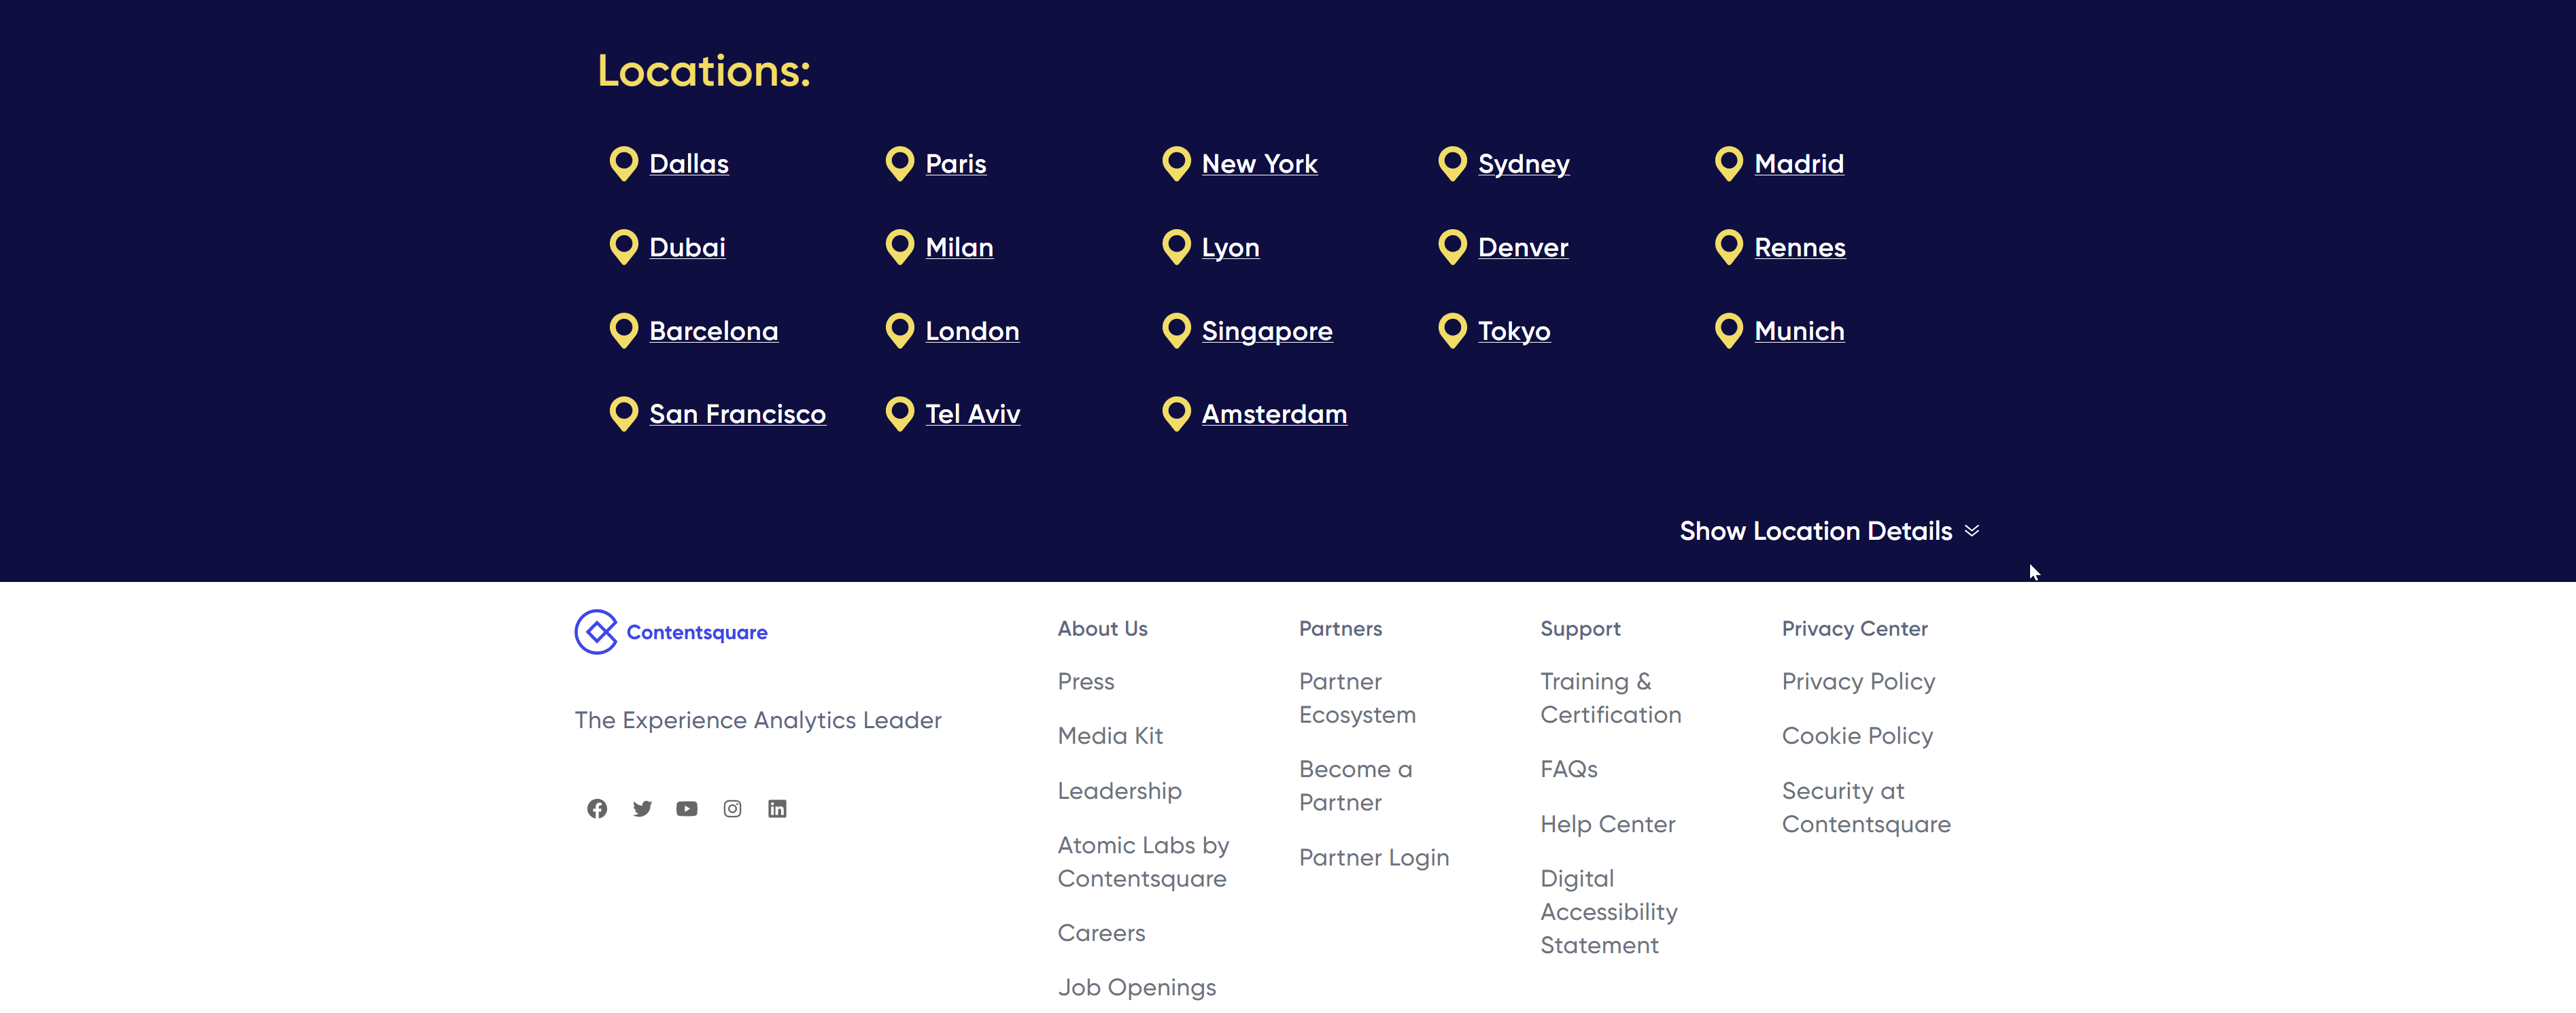 Locations:
Dallas Paris New York Sydney Madrid
Dubai Milan Lyon Denver Rennes
Barcelona London Singapore Tokyo Munich
San Francisco Tel Aviv Amsterdam
Show Location Details
Contentsquare
The Experience Analytics Leader
About Us
Press
Media Kit
Leadership
Atomic Labs by
Contentsquare
Careers
Job Openings
Partners
Partner
Ecosystem
Become a
Partner
Partner Login
Support
Training &
Certification
FAQs
Help Center
Digital
Accessibility
Statement
Privacy Center
Privacy Policy
Cookie Policy
Security at
Contentsquare